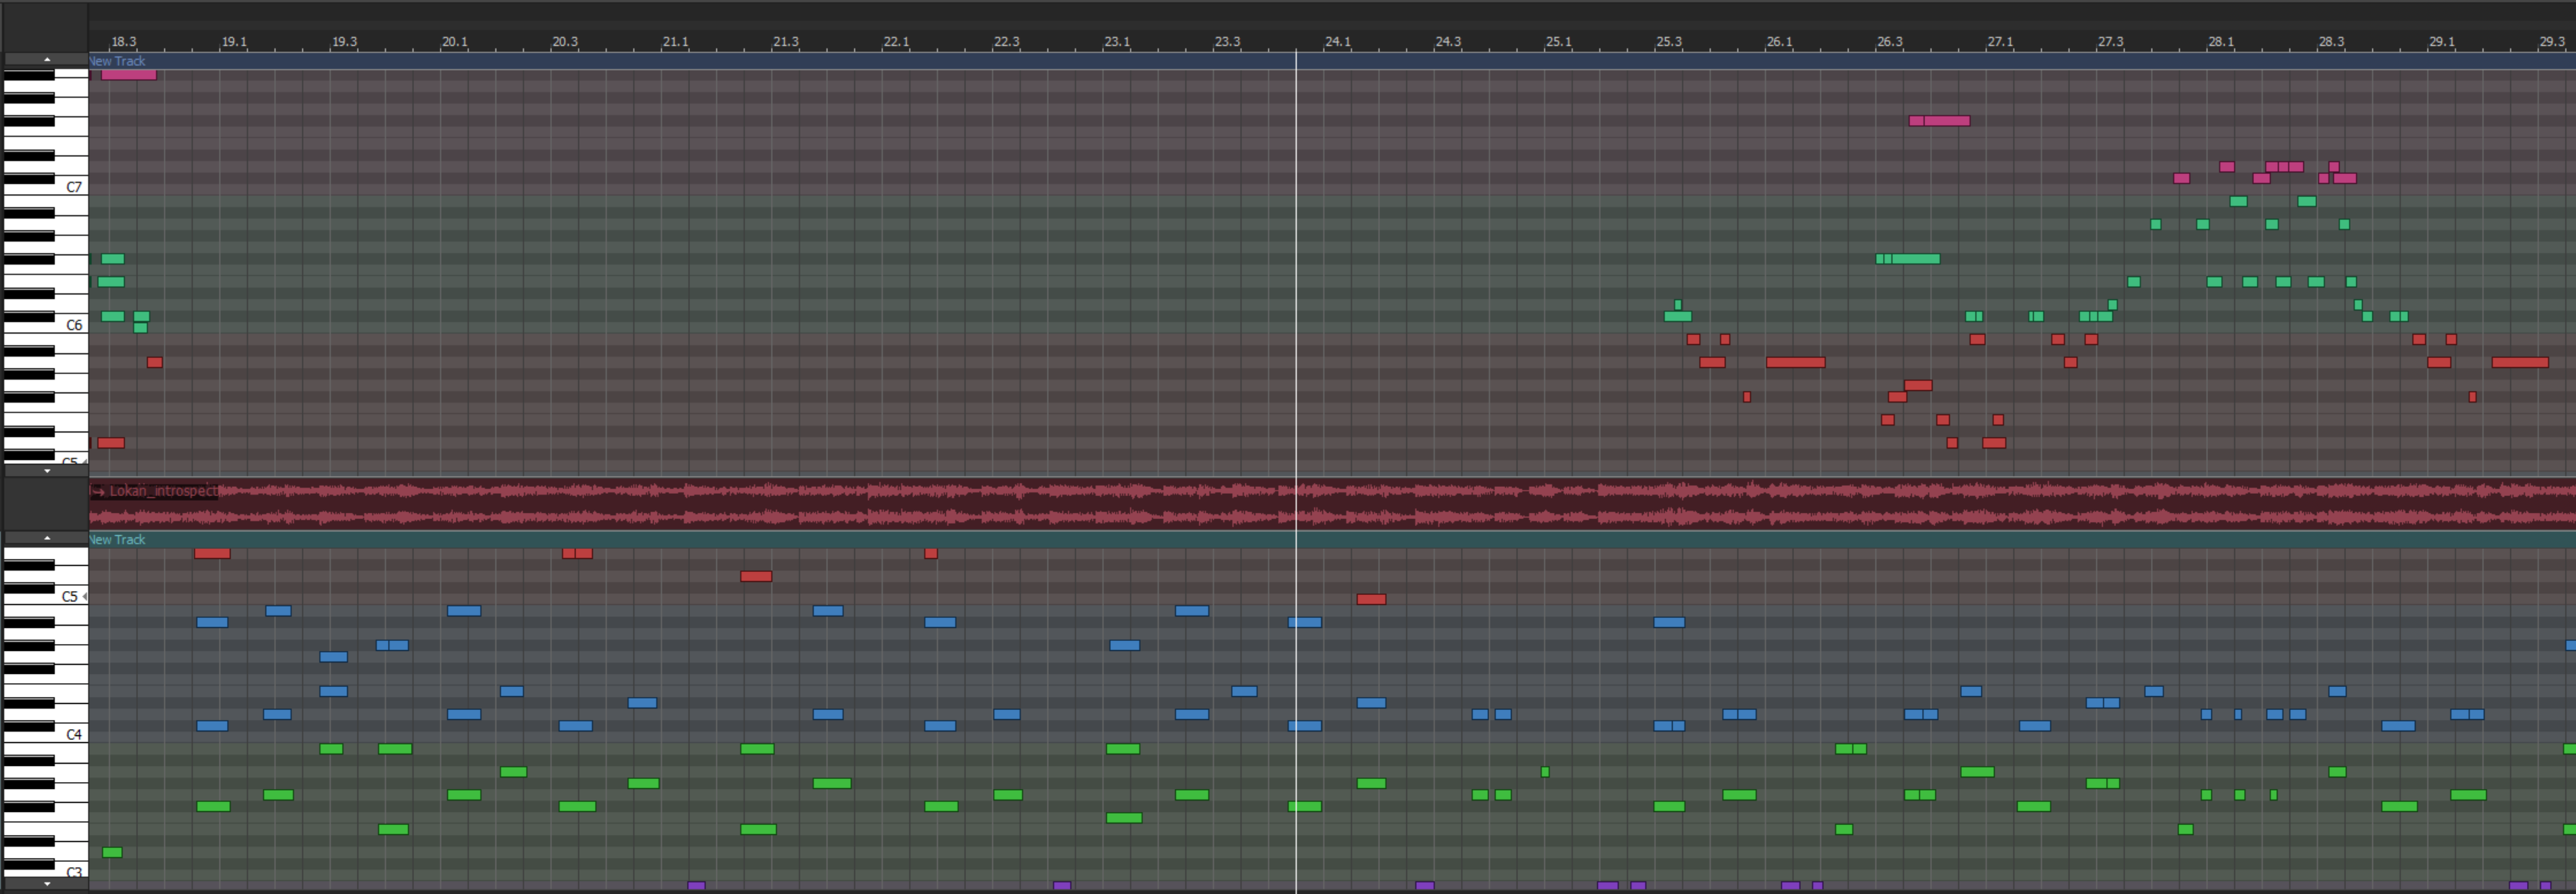 18.3 19.1 19.3 20.1 20.3 21.1 21.3 22.1 22.3 23.1 23.3 24.1 24.3 25.1 25.3 26.1 26.3 27.1 27.3 28.1 28.3 29.1 29.3
New Track
C7
C6
C5
Lokan_introspect
New Track
C5
C4
C3